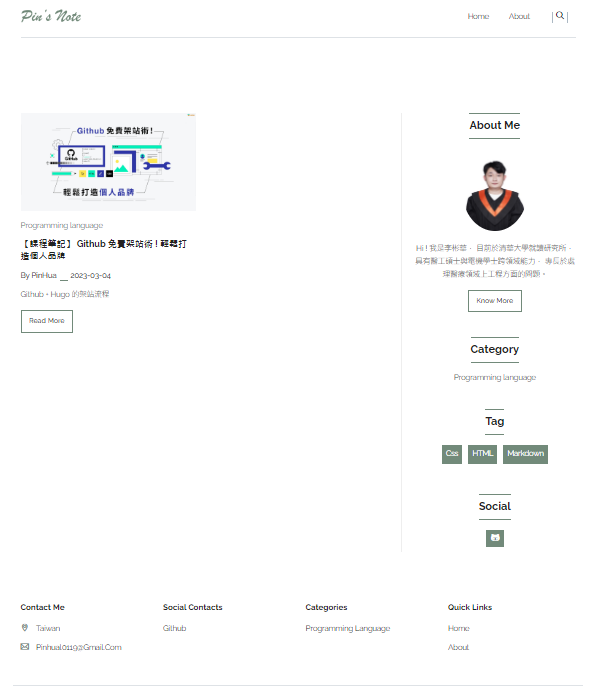 Pin's Note
Home
About
Github 免費架站術 !
GitHub
輕鬆打造個人品牌
Programming language
【課程筆記】 Github 免費架站術 ! 輕鬆打
造個人品牌
By PinHua __ 2023-03-04
Github + Hugo 的架站流程
Read More
About Me
Hi ! 我是李彬華， 目前於清華大學就讀研究所，
具有醫工碩士與電機學士跨領域能力， 專長於處
理醫療領域上工程方面的問題。
Know More
Category
Programming language
Tag
Css
HTML
Markdown
Social
Contact Me
Taiwan
Pinhua10119@Gmail.Com
Social Contacts
Github
Categories
Programming Language
Quick Links
Home
About